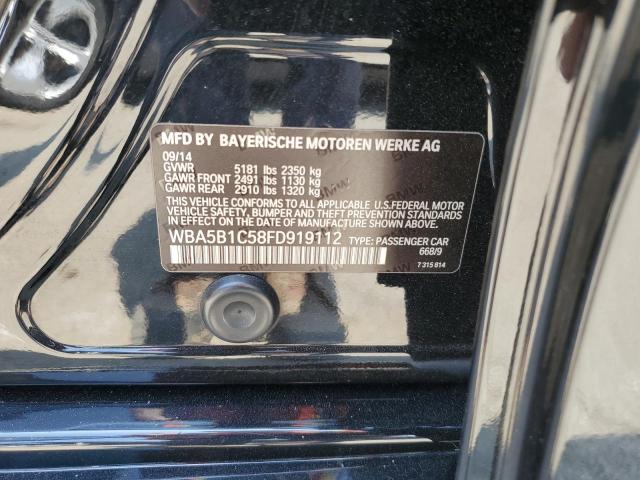 MFD BY BAYERISCHE MOTOREN WERKE AG
09/14
GVWR 5181 lbs 2350 kg
GAWR FRONT 2491 lbs 1130 kg
GAWR REAR 2910 lbs 1320 kg
THIS VEHICLE CONFORMS TO ALL APPLICABLE U.S.FEDERAL MOTOR
VEHICLE SAFETY, BUMPER AND THEFT PREVENTION STANDARDS
IN EFFECT ON THE DATE OF MANUFACTURE SHOWN ABOVE.
WBA5B1C58FD919112 TYPE: PASSENGER CAR
668/9
7 315 814